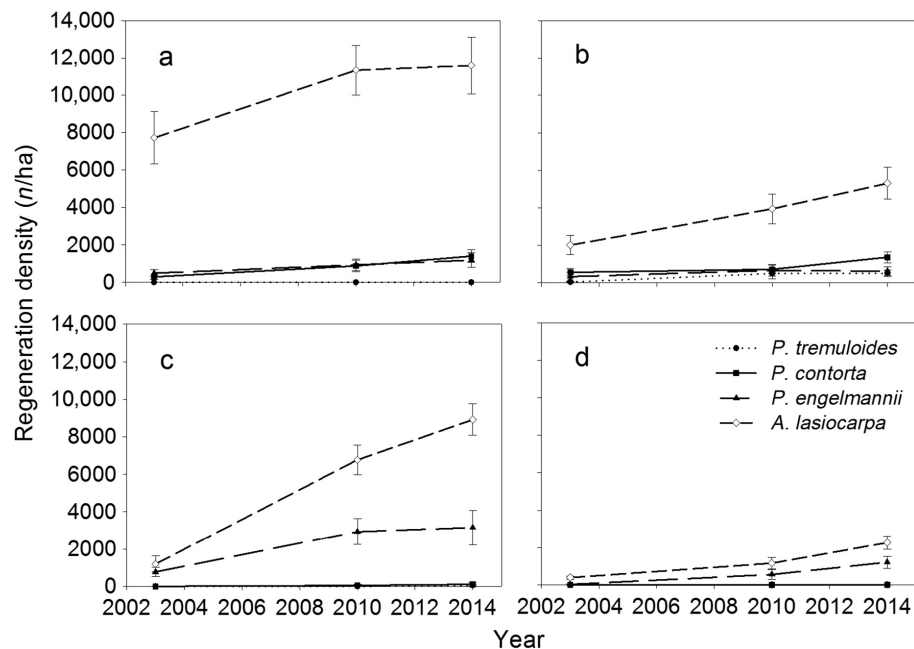 Regeneration density (n/ha)
14,000
12,000
10,000
8000
6000
4000
2000
0
a
b
14,000
12,000
10,000
8000
6000
4000
2000
0
c
d
P. tremuloides
P. contorta
P. engelmannii
A. lasiocarpa
2002 2004 2006 2008 2010 2012 2014
2002 2004 2006 2008 2010 2012 2014
Year